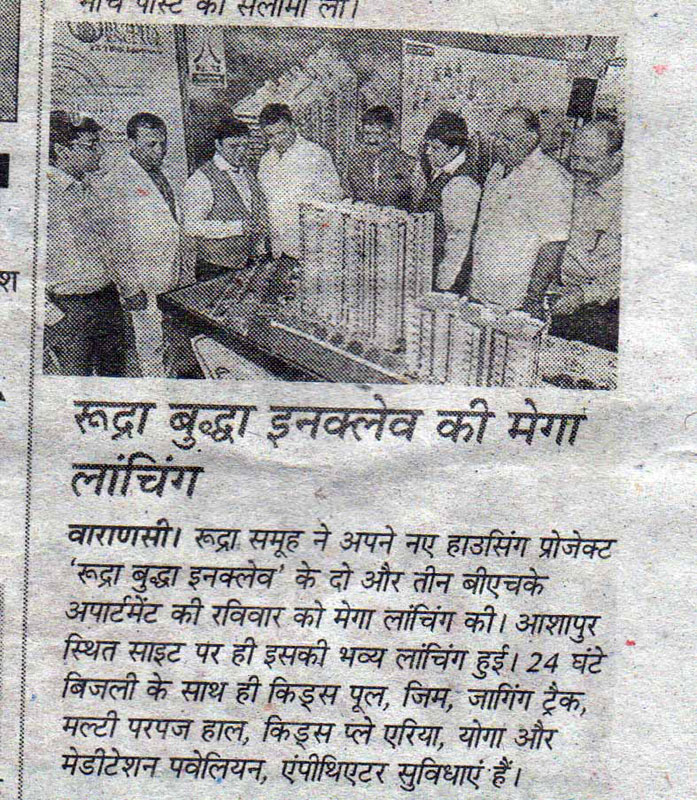 मार्च पास्ट की सलामी ली।
रूद्रा बुद्धा इनक्लेव की मेगा
लांचिंग
वाराणसी। रूद्रा समूह ने अपने नए हाउसिंग प्रोजेक्ट
'रूद्रा बुद्धा इनक्लेव' के दो और तीन बीएचके
अपार्टमेंट की रविवार को मेगा लांचिंग की। आशापुर
स्थित साइट पर ही इसकी भव्य लांचिंग हुई। 24 घंटे
बिजली के साथ ही किड्स पूल, जिम, जागिंग ट्रैक,
मल्टी परपज हाल, किड्स प्ले एरिया, योगा और
मेडीटेशन पवेलियन, एंपीथिएटर सुविधाएं हैं।